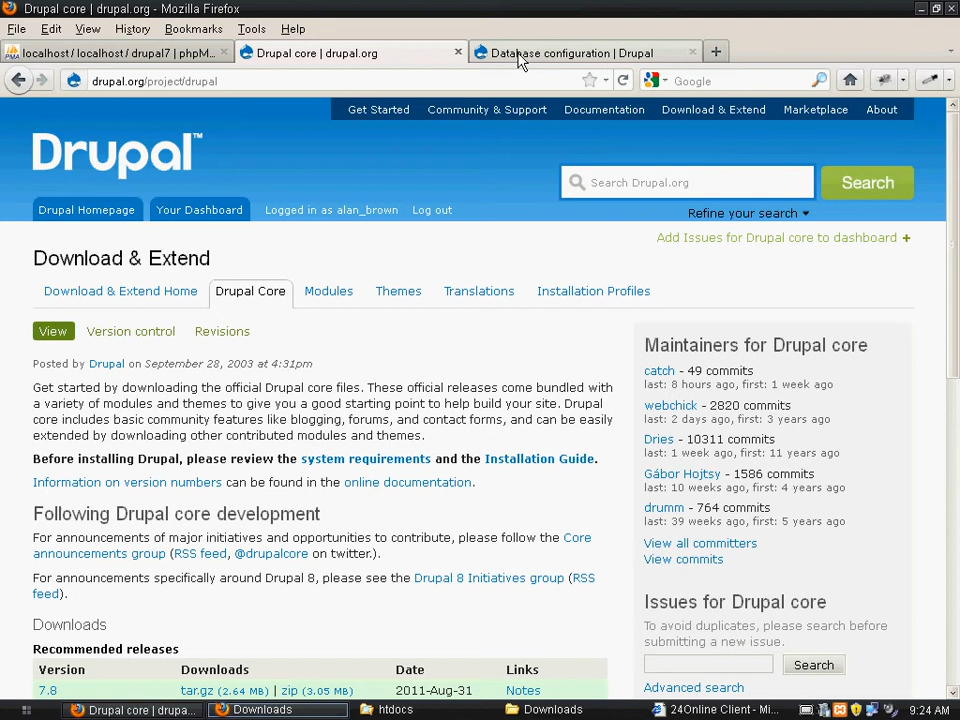 Drupal core | drupal.org - Mozilla Firefox
File Edit View History Tools Help
localhost / localhost / drupal7 | phpM...
Drupal core | drupal.org
Database configuration | Drupal
drupal.org/project/drupal
Google
Get Started Community & Support Documentation Download & Extend Marketplace About
Drupal™
Search Drupal.org
Search
Refine your search
Drupal Homepage Your Dashboard Logged in as alan_brown Log out
Add Issues for Drupal core to dashboard +
Download & Extend
Download & Extend Home Drupal Core Modules Themes Translations Installation Profiles
View Version control Revisions
Posted by Drupal on September 28, 2003 at 4:31pm
Get started by downloading the official Drupal core files. These official releases come bundled with
a variety of modules and themes to give you a good starting point to help build your site. Drupal
core includes basic community features like blogging, forums, and contact forms, and can be easily
extended by downloading other contributed modules and themes.
Before installing Drupal, please review the system requirements and the Installation Guide.
Information on version numbers can be found in the online documentation.
Following Drupal core development
For announcements of major initiatives and opportunities to contribute, please follow the Core
announcements group (RSS feed, @drupalcore on twitter.).
For announcements specifically around Drupal 8, please see the Drupal 8 Initiatives group (RSS
feed).
Downloads
Recommended releases
Version Downloads Date Links
7.8 tar.gz (2.64 MB) | zip (3.05 MB) 2011-Aug-31 Notes
Maintainers for Drupal core
catch - 49 commits
last: 8 hours ago, first: 1 week ago
webchick - 2820 commits
last: 2 days ago, first: 3 years ago
Dries - 10311 commits
last: 1 week ago, first: 11 years ago
Gábor Hojtsy - 1586 commits
last: 10 weeks ago, first: 4 years ago
drumm - 764 commits
last: 39 weeks ago, first: 5 years ago
View all committers
View commits
Issues for Drupal core
To avoid duplicates, please search before
submitting a new issue.
Search
Advanced search
Drupal core | drupa...
Downloads
htdocs
Downloads
24Online Client - Mi...
9:24 AM